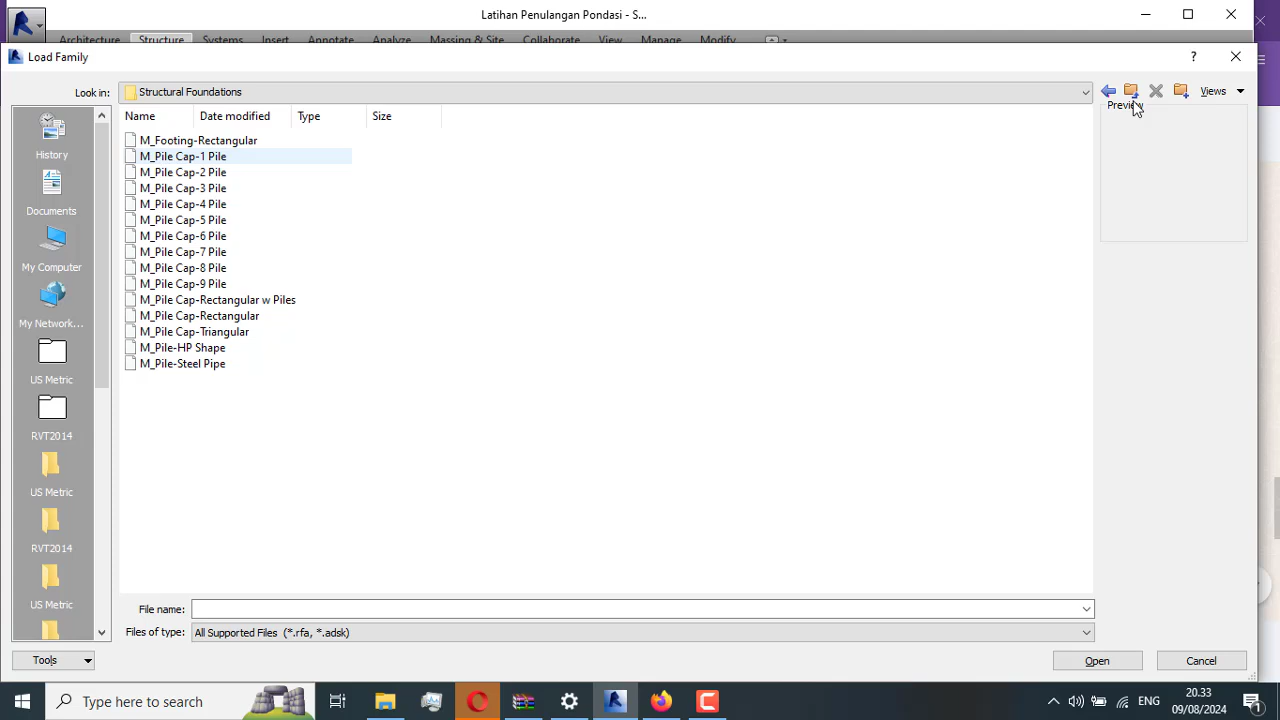 Latihan Penulangan Pondasi - S...
Architecture Structure Systems Insert Annotate Analyze Massing & Site Collaborate View Manage Modify
Load Family
Look in: Structural Foundations Views
Preview
Name Date modified Type Size
M_Footing-Rectangular
M_Pile Cap-1 Pile
M_Pile Cap-2 Pile
M_Pile Cap-3 Pile
M_Pile Cap-4 Pile
M_Pile Cap-5 Pile
M_Pile Cap-6 Pile
M_Pile Cap-7 Pile
M_Pile Cap-8 Pile
M_Pile Cap-9 Pile
M_Pile Cap-Rectangular w Piles
M_Pile Cap-Rectangular
M_Pile Cap-Triangular
M_Pile-HP Shape
M_Pile-Steel Pipe
History
Documents
My Computer
My Network...
US Metric
RVT2014
US Metric
RVT2014
US Metric
File name:
Files of type: All Supported Files (*.rfa, *.adsk)
Tools
Open
Cancel
Type here to search
ENG
20.33
09/08/2024
1